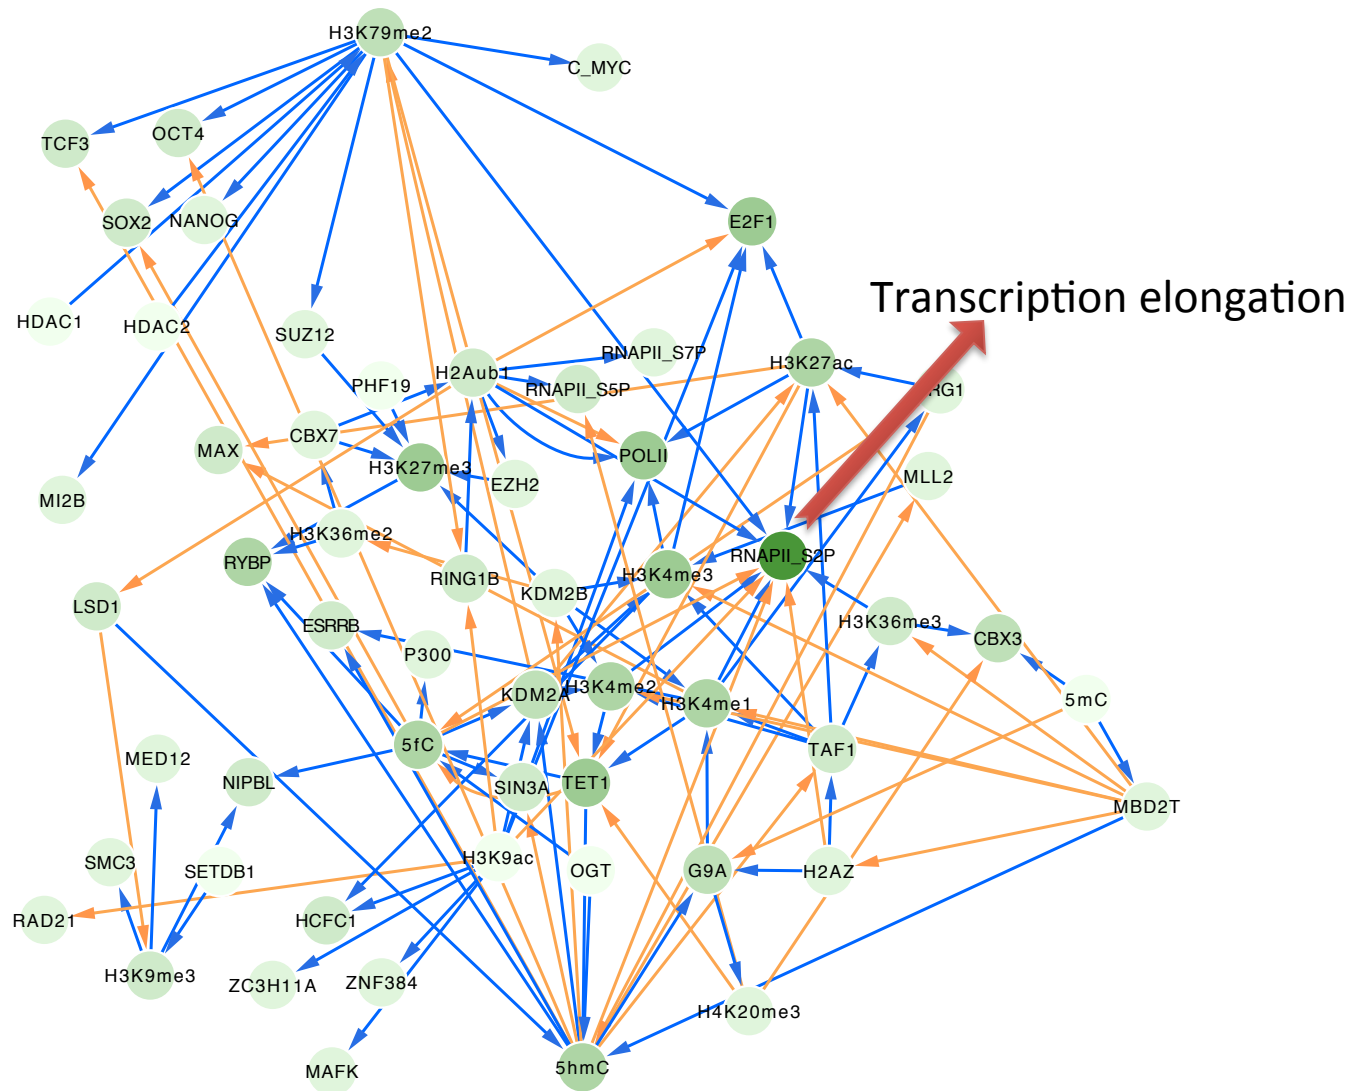 H3K79me2
C_MYC
TCF3
OCT4
SOX2
NANOG
E2F1
Transcription elongation
HDAC1
HDAC2
SUZ12
RNAPII_S7P
H2Aub1
H3K27ac
PHF19
RNAPII_S5P
RG1
MAX
CBX7
H3K27me3
POLII
EZH2
MLL2
MI2B
H3K36me2
RYBP
RNAPII_S2P
RING1B
H3K4me3
KDM2B
LSD1
ESRRB
H3K36me3
CBX3
P300
KDM2A
H3K4me2
H3K4me1
5mC
5fC
TAF1
MED12
NIPBL
SIN3A
TET1
MBD2T
SMC3
SETDB1
H3K9ac
OGT
G9A
H2AZ
RAD21
HCFC1
H3K9me3
ZC3H11A
ZNF384
H4K20me3
MAFK
5hmC